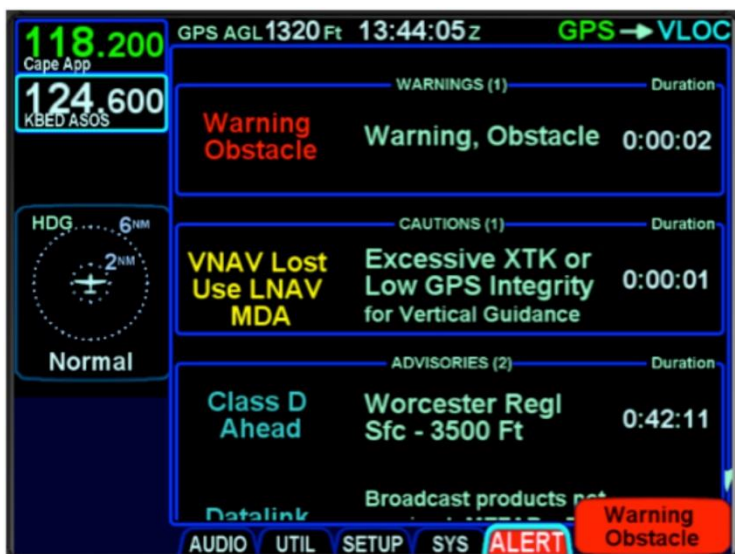 118.200
Cape App
124.600
KBED ASOS
GPS AGL 1320 Ft 13:44:05 Z GPS → VLOC
HDG 6NM
2NM
Normal
WARNINGS (1) Duration
Warning
Obstacle
Warning, Obstacle
0:00:02
CAUTIONS (1) Duration
VNAV Lost
Use LNAV
MDA
Excessive XTK or
Low GPS Integrity
for Vertical Guidance
0:00:01
ADVISORIES (2) Duration
Class D
Ahead
Worcester Regl
Sfc - 3500 Ft
0:42:11
Datalink
Broadcast products not
Warning
Obstacle
AUDIO UTIL SETUP SYS ALERT